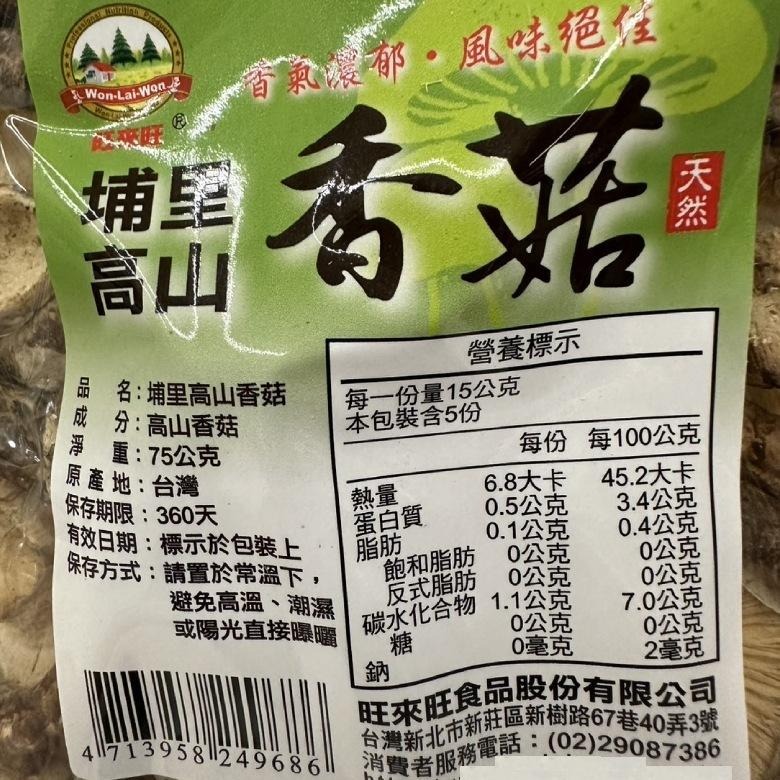 Professional Nutrition Products
Won-Lai-Won
旺來旺®
香氣濃郁・風味絕佳
埔里
高山
香菇
天然
品名:埔里高山香菇
成分:高山香菇
淨重:75公克
原產地:台灣
保存期限:360天
有效日期:標示於包裝上
保存方式:請置於常溫下,
避免高溫、潮濕
或陽光直接曝曬
營養標示
每一份量15公克
本包裝含5份
每份 每100公克
熱量 6.8大卡 45.2大卡
蛋白質 0.5公克 3.4公克
脂肪 0.1公克 0.4公克
飽和脂肪 0公克 0公克
反式脂肪 0公克 0公克
碳水化合物 1.1公克 7.0公克
糖 0公克 0公克
鈉 0毫克 2毫克
4 713958 249686
旺來旺食品股份有限公司
台灣新北市新莊區新樹路67巷40弄3號
消費者服務電話:(02)29087386